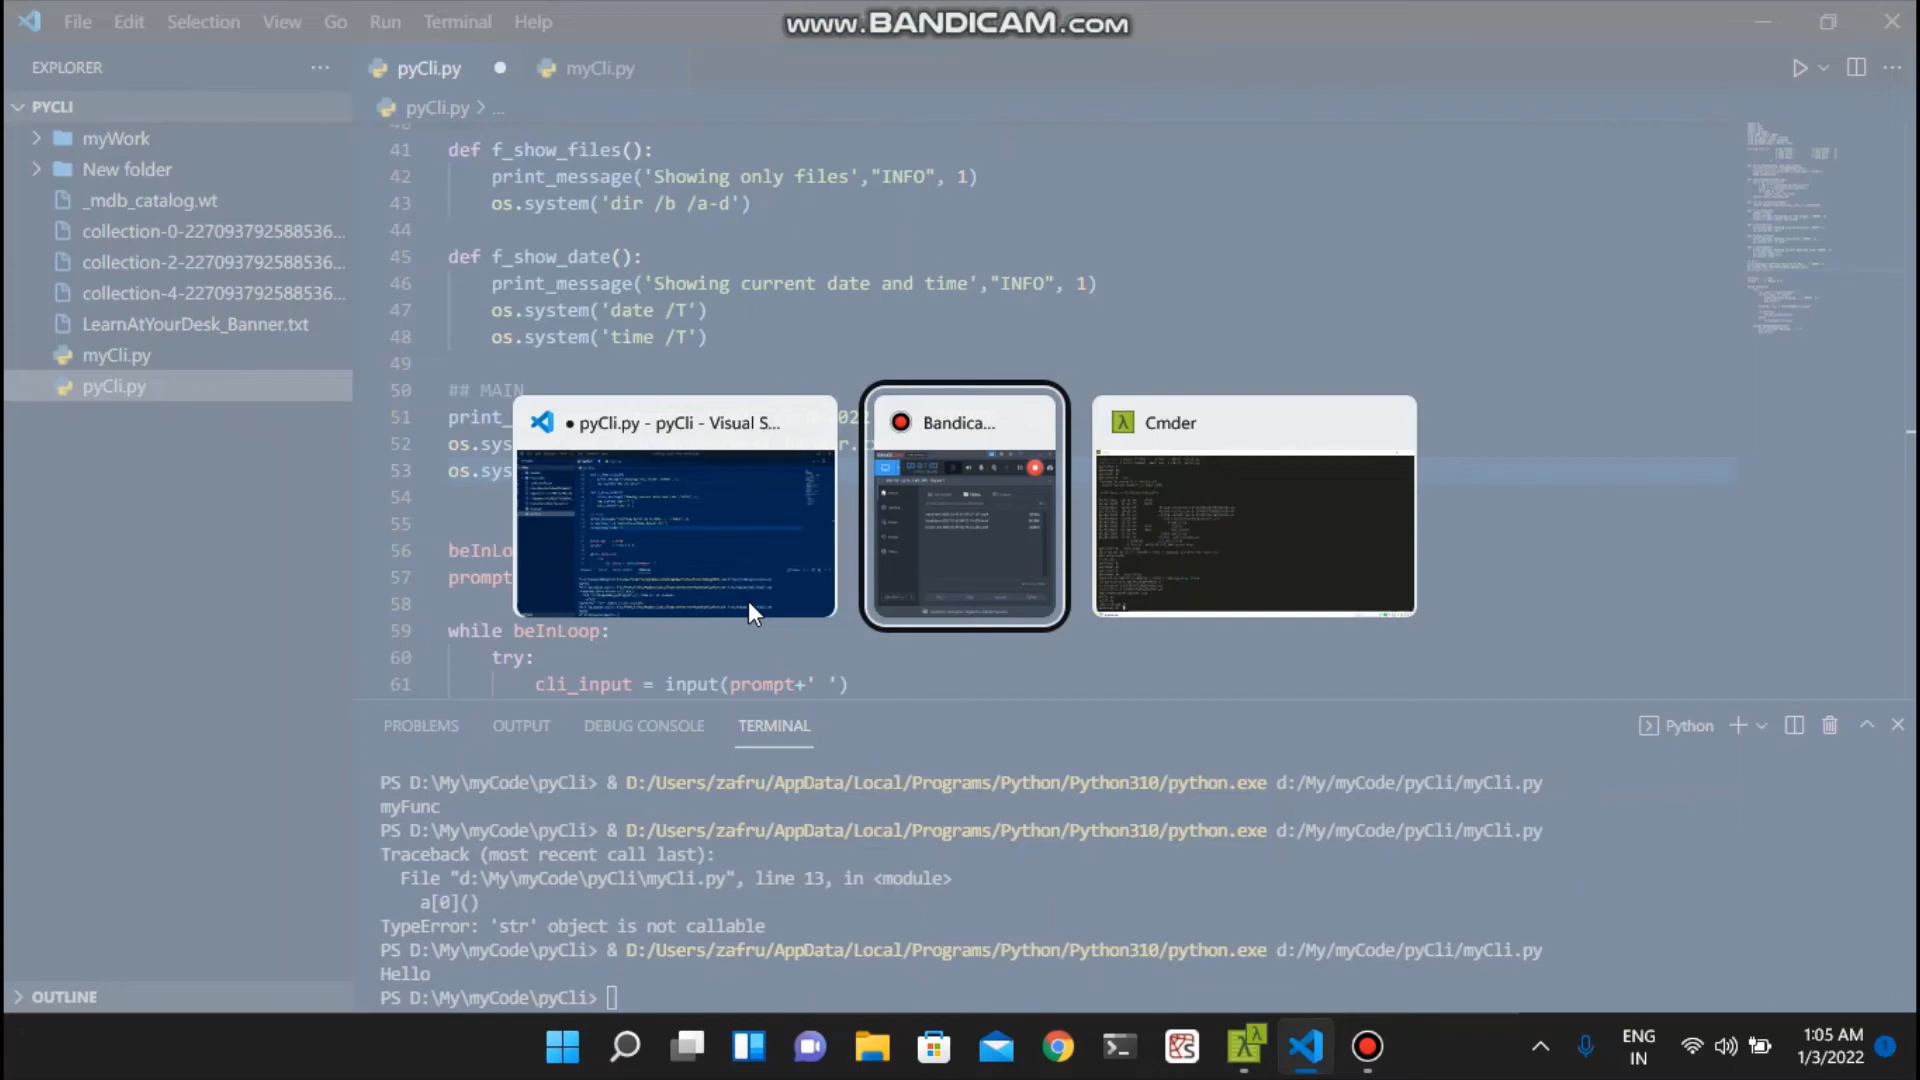 File Edit Selection View Go Run Terminal Help
www.BANDICAM.com
EXPLORER
PYCLI
myWork
New folder
_mdb_catalog.wt
collection-0-227093792588536...
collection-2-227093792588536...
collection-4-227093792588536...
LearnAtYourDesk_Banner.txt
myCli.py
pyCli.py
OUTLINE
pyCli.py myCli.py
pyCli.py > ...
41 def f_show_files():
42 print_message('Showing only files',"INFO", 1)
43 os.system('dir /b /a-d')
44
45 def f_show_date():
46 print_message('Showing current date and time',"INFO", 1)
47 os.system('date /T')
48 os.system('time /T')
49
50 ## MAIN
51 print_
52 os.sys
53 os.sys
54
55
56 beInLo
57 prompt
58
59 while beInLoop:
60 try:
61 cli_input = input(prompt+' ')
● pyCli.py - pyCli - Visual S...
Bandica...
Cmder
PROBLEMS OUTPUT DEBUG CONSOLE TERMINAL
Python
PS D:\My\myCode\pyCli> & D:/Users/zafru/AppData/Local/Programs/Python/Python310/python.exe d:/My/myCode/pyCli/myCli.py
myFunc
PS D:\My\myCode\pyCli> & D:/Users/zafru/AppData/Local/Programs/Python/Python310/python.exe d:/My/myCode/pyCli/myCli.py
Traceback (most recent call last):
File "d:\My\myCode\pyCli\myCli.py", line 13, in <module>
a[0]()
TypeError: 'str' object is not callable
PS D:\My\myCode\pyCli> & D:/Users/zafru/AppData/Local/Programs/Python/Python310/python.exe d:/My/myCode/pyCli/myCli.py
Hello
PS D:\My\myCode\pyCli>
ENG
IN
1:05 AM
1/3/2022
1